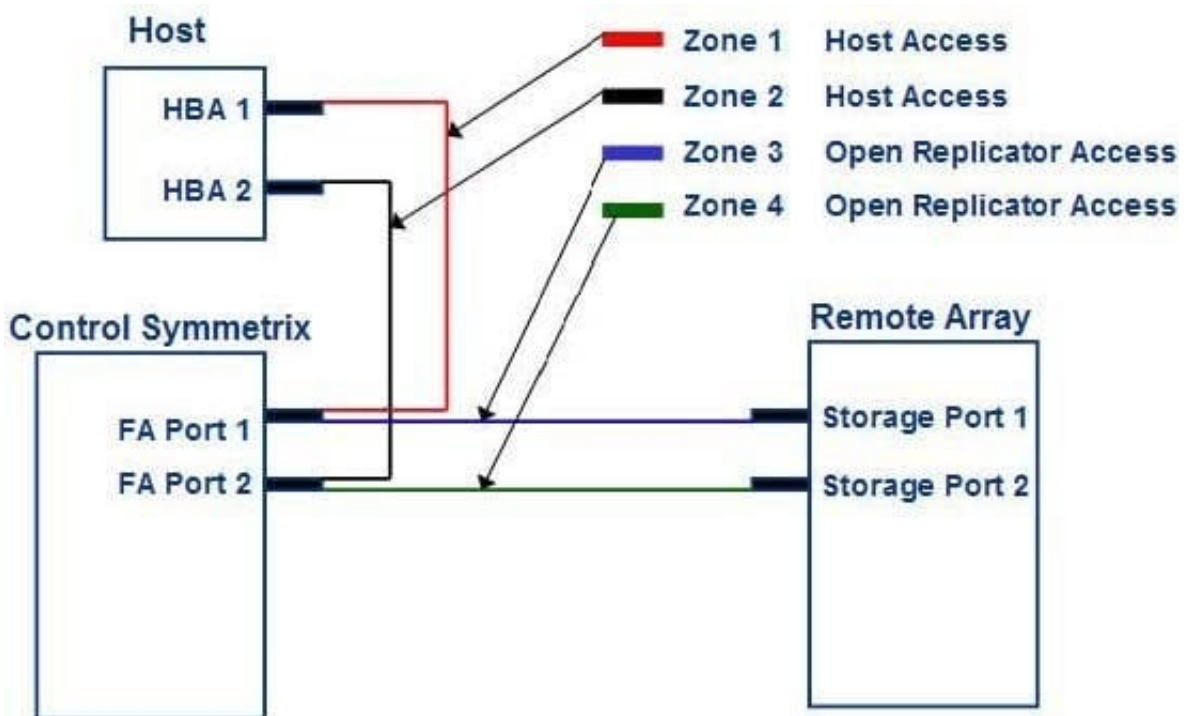 Host
HBA 1
HBA 2
Zone 1 Host Access
Zone 2 Host Access
Zone 3 Open Replicator Access
Zone 4 Open Replicator Access
Control Symmetrix
FA Port 1
FA Port 2
Remote Array
Storage Port 1
Storage Port 2